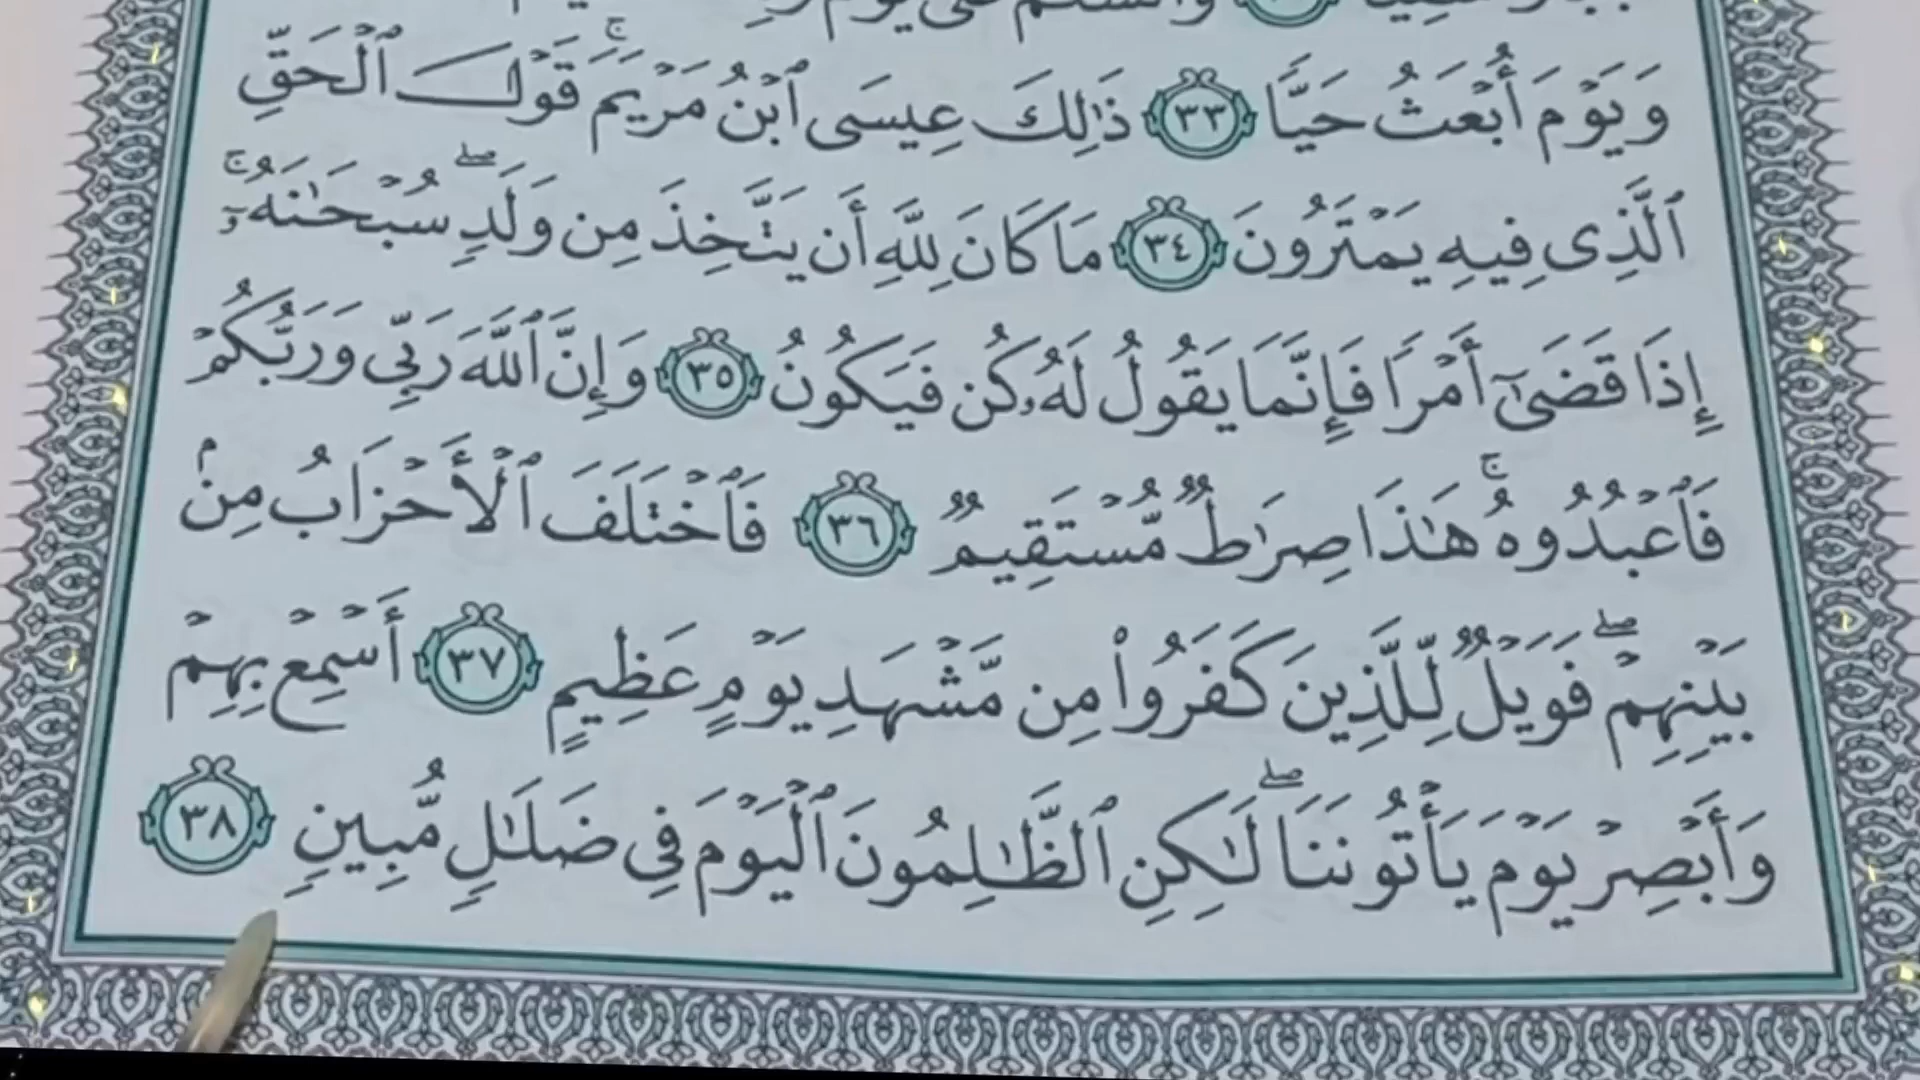 وَيَوۡمَ أُبۡعَثُ حَيّٗا ٣٣ ذَٰلِكَ عِيسَى ٱبۡنُ مَرۡيَمَۖ قَوۡلَ ٱلۡحَقِّ
ٱلَّذِي فِيهِ يَمۡتَرُونَ ٣٤ مَا كَانَ لِلَّهِ أَن يَتَّخِذَ مِن وَلَدٖۖ سُبۡحَٰنَهُۥٓۚ
إِذَا قَضَىٰٓ أَمۡرٗا فَإِنَّمَا يَقُولُ لَهُۥ كُن فَيَكُونُ ٣٥ وَإِنَّ ٱللَّهَ رَبِّي وَرَبُّكُمۡ
فَٱعۡبُدُوهُۚ هَٰذَا صِرَٰطٞ مُّسۡتَقِيمٞ ٣٦ فَٱخۡتَلَفَ ٱلۡأَحۡزَابُ مِنۢ
بَيۡنِهِمۡۖ فَوَيۡلٞ لِّلَّذِينَ كَفَرُواْ مِن مَّشۡهَدِ يَوۡمٍ عَظِيمٍ ٣٧ أَسۡمِعۡ بِهِمۡ
وَأَبۡصِرۡ يَوۡمَ يَأۡتُونَنَاۖ لَٰكِنِ ٱلظَّٰلِمُونَ ٱلۡيَوۡمَ فِي ضَلَٰلٖ مُّبِينٖ ٣٨